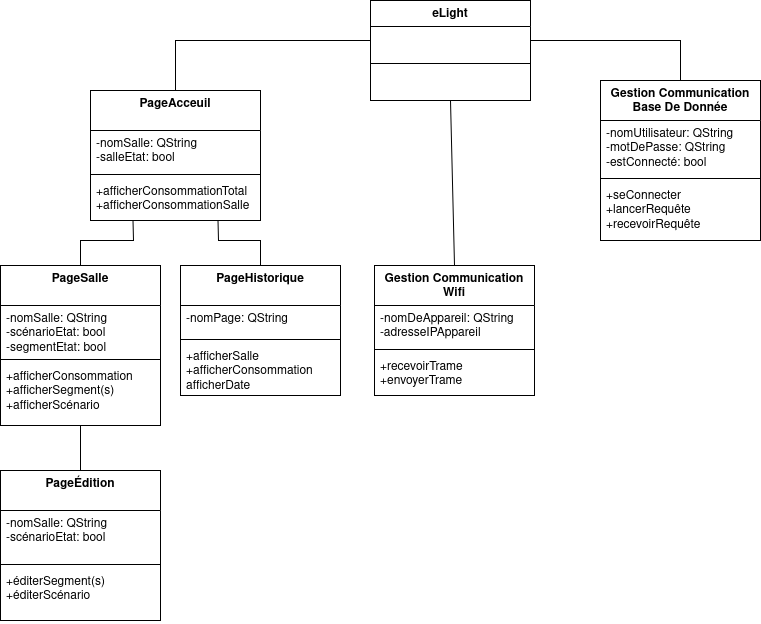 eLight
PageAcceuil
-nomSalle: QString
-salleEtat: bool
+afficherConsommationTotal
+afficherConsommationSalle
Gestion Communication
Base De Donnée
-nomUtilisateur: QString
-motDePasse: QString
-estConnecté: bool
+seConnecter
+lancerRequête
+recevoirRequête
PageSalle
-nomSalle: QString
-scénarioEtat: bool
-segmentEtat: bool
+afficherConsommation
+afficherSegment(s)
+afficherScénario
PageHistorique
-nomPage: QString
+afficherSalle
+afficherConsommation
afficherDate
Gestion Communication
Wifi
-nomDeAppareil: QString
-adresseIPAppareil
+recevoirTrame
+envoyerTrame
PageÉdition
-nomSalle: QString
-scénarioEtat: bool
+éditerSegment(s)
+éditerScénario